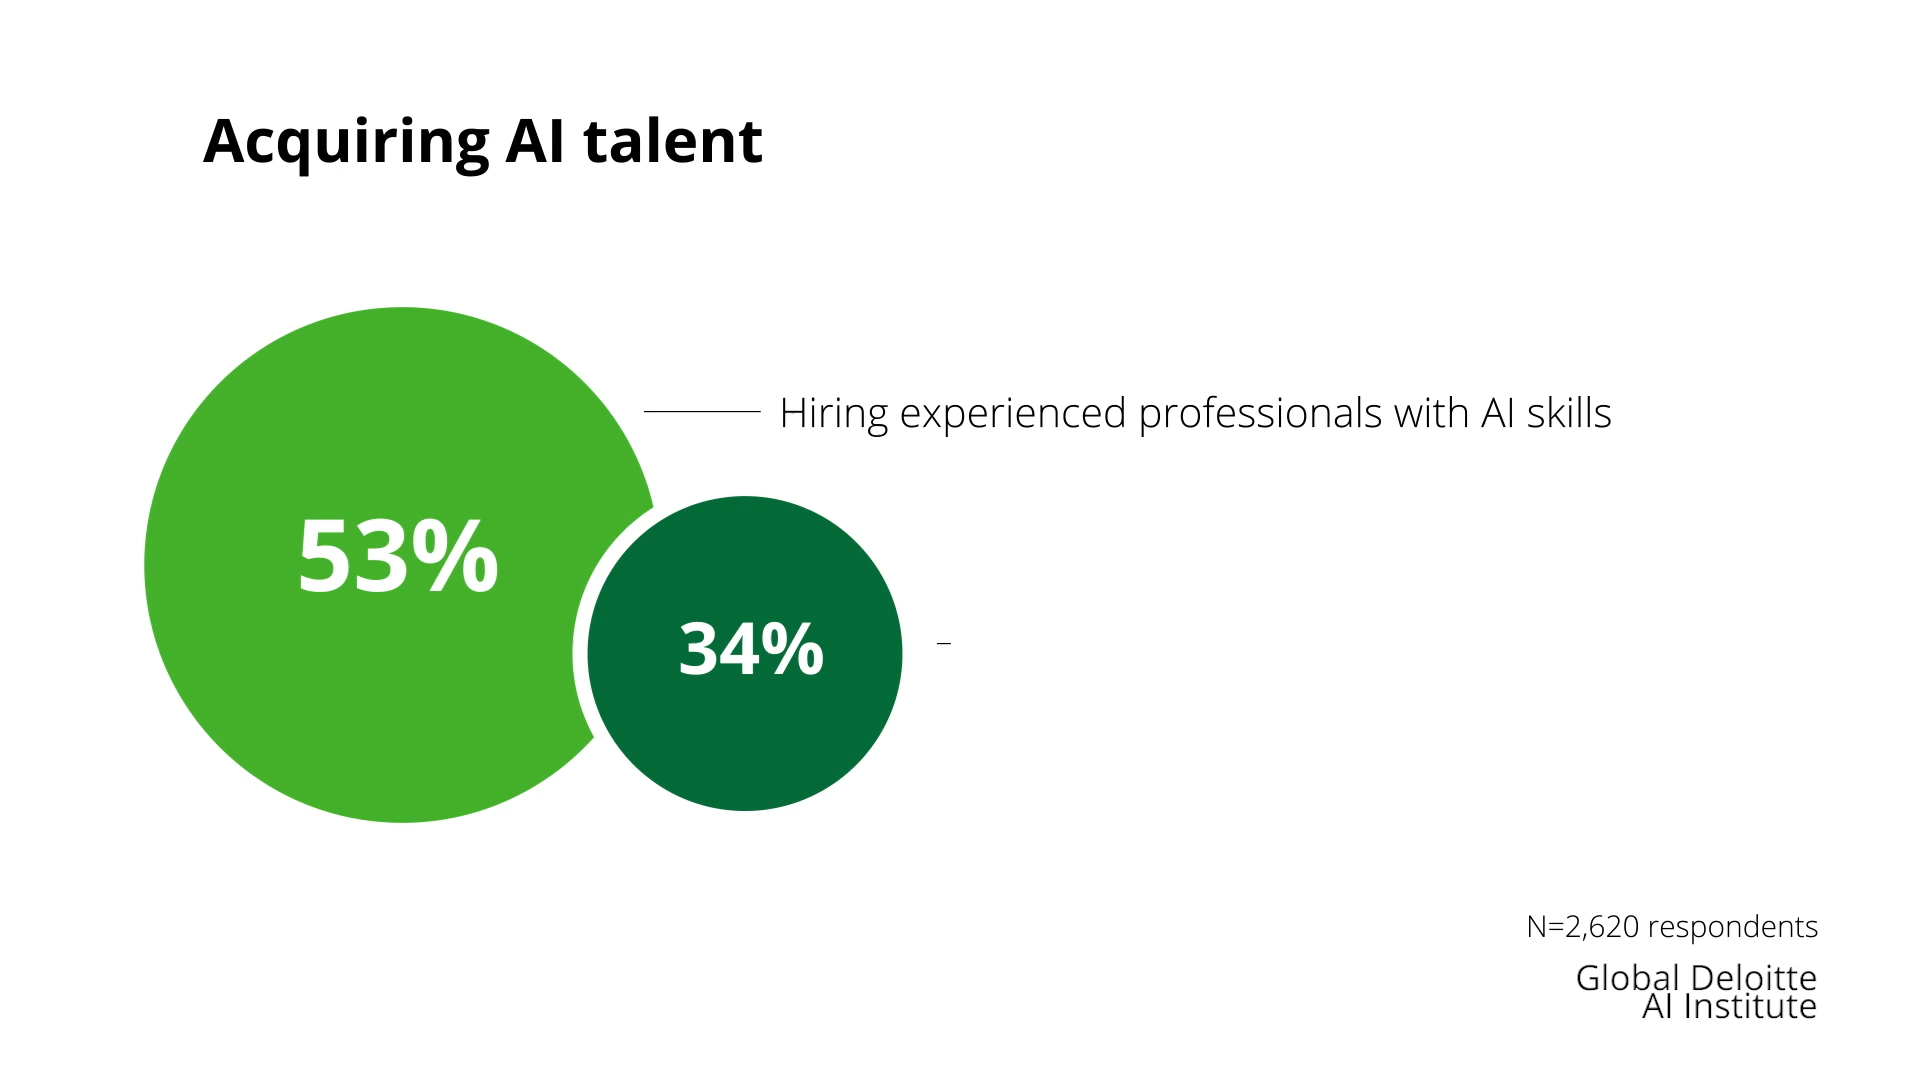 Acquiring AI talent
Hiring experienced professionals with AI skills
53%
34%
N=2,620 respondents
Global Deloitte
AI Institute